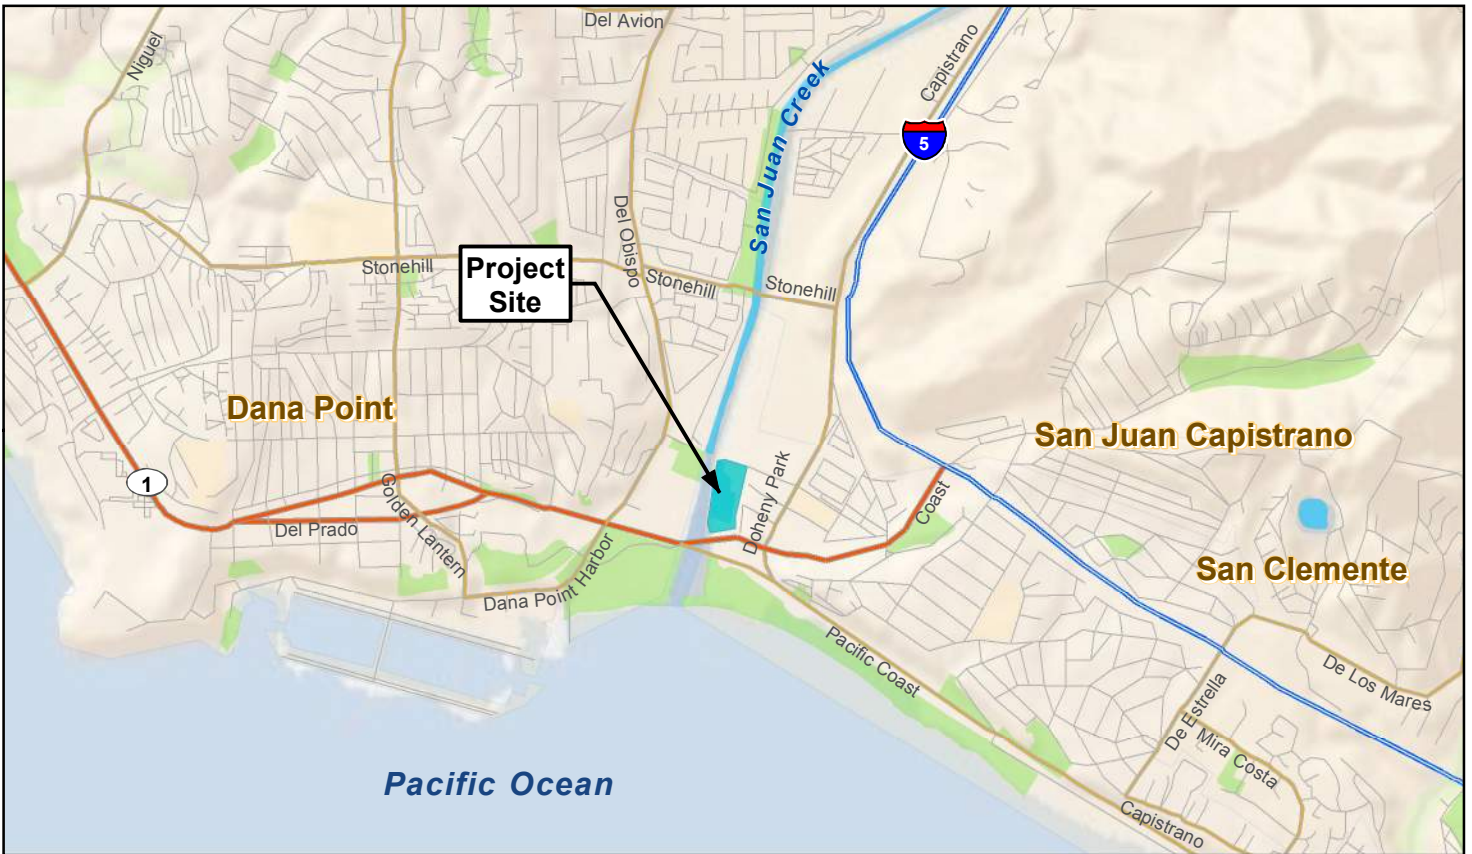 Del Avion
Niguel
Capistrano
San Juan Creek
5
Del Obispo
Stonehill
Project
Site
Stonehill
Stonehill
Dana Point
San Juan Capistrano
1
Golden Lantern
Doheny Park
Coast
Del Prado
San Clemente
Dana Point Harbor
Pacific Coast
De Los Mares
De Estrella
Mira Costa
Pacific Ocean
Capistrano